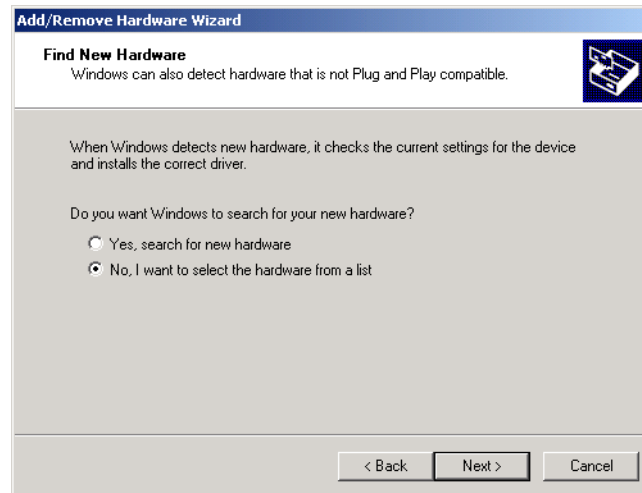 Add/Remove Hardware Wizard
Find New Hardware
Windows can also detect hardware that is not Plug and Play compatible.
When Windows detects new hardware, it checks the current settings for the device
and installs the correct driver.
Do you want Windows to search for your new hardware?
Yes, search for new hardware
No, I want to select the hardware from a list
< Back
Next >
Cancel